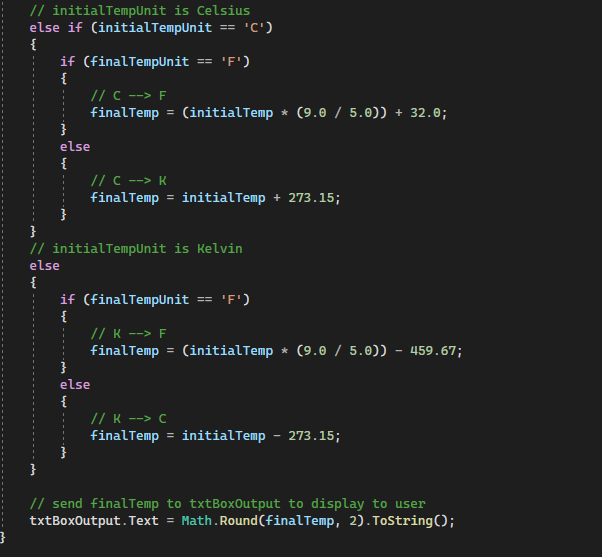 // initialTempUnit is Celsius
else if (initialTempUnit == 'C')
{
if (finalTempUnit == 'F')
{
// C --> F
finalTemp = (initialTemp * (9.0 / 5.0)) + 32.0;
}
else
{
// C --> K
finalTemp = initialTemp + 273.15;
}
}
// initialTempUnit is Kelvin
else
{
if (finalTempUnit == 'F')
{
// K --> F
finalTemp = (initialTemp * (9.0 / 5.0)) - 459.67;
}
else
{
// K --> C
finalTemp = initialTemp - 273.15;
}
}
// send finalTemp to txtBoxOutput to display to user
txtBoxOutput.Text = Math.Round(finalTemp, 2).ToString();
}